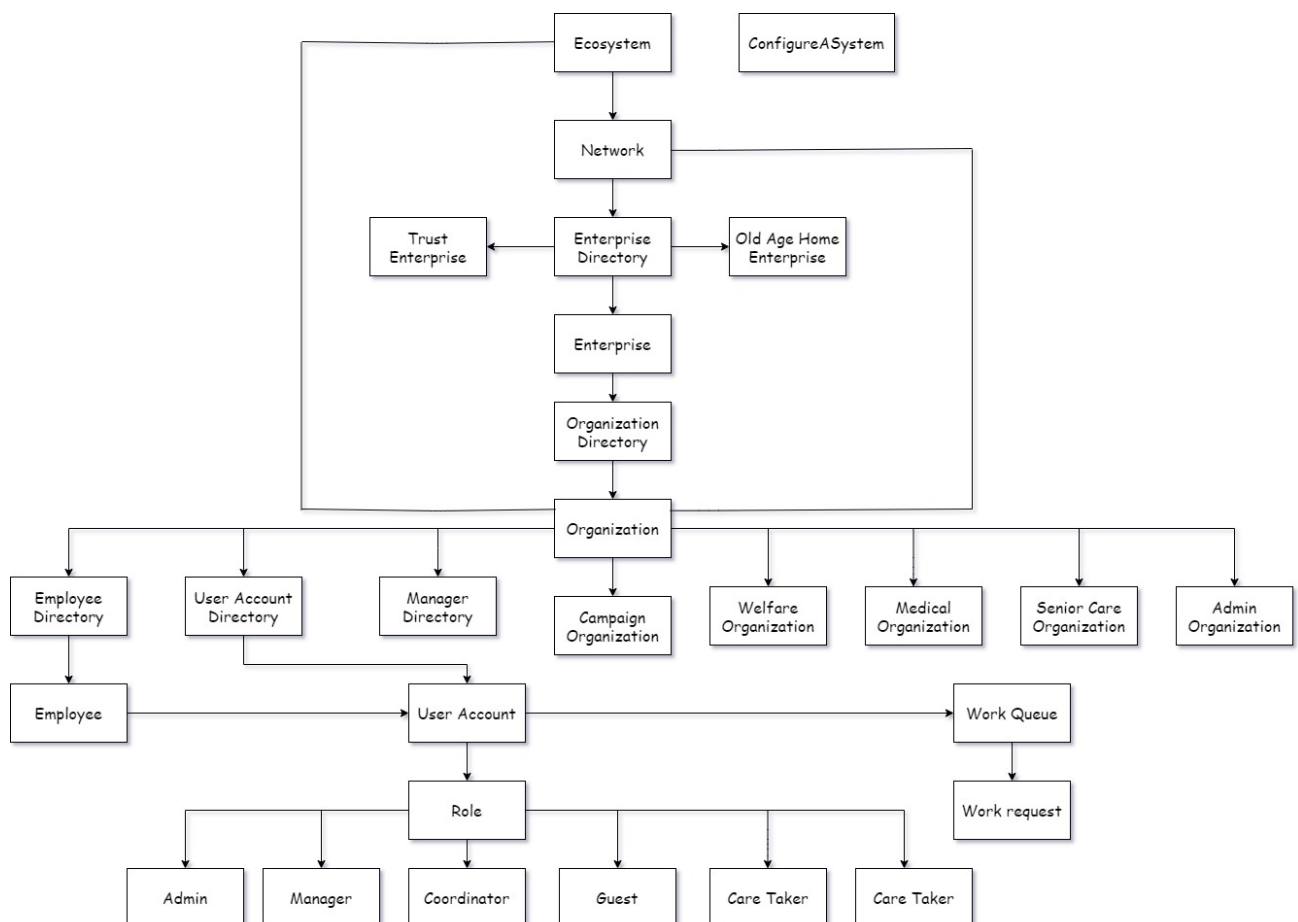 Ecosystem
ConfigureASystem
Network
Trust
Enterprise
Enterprise
Directory
Old Age Home
Enterprise
Enterprise
Organization
Directory
Organization
Employee
Directory
User Account
Directory
Manager
Directory
Campaign
Organization
Welfare
Organization
Medical
Organization
Senior Care
Organization
Admin
Organization
Employee
User Account
Work Queue
Role
Work request
Admin
Manager
Coordinator
Guest
Care Taker
Care Taker